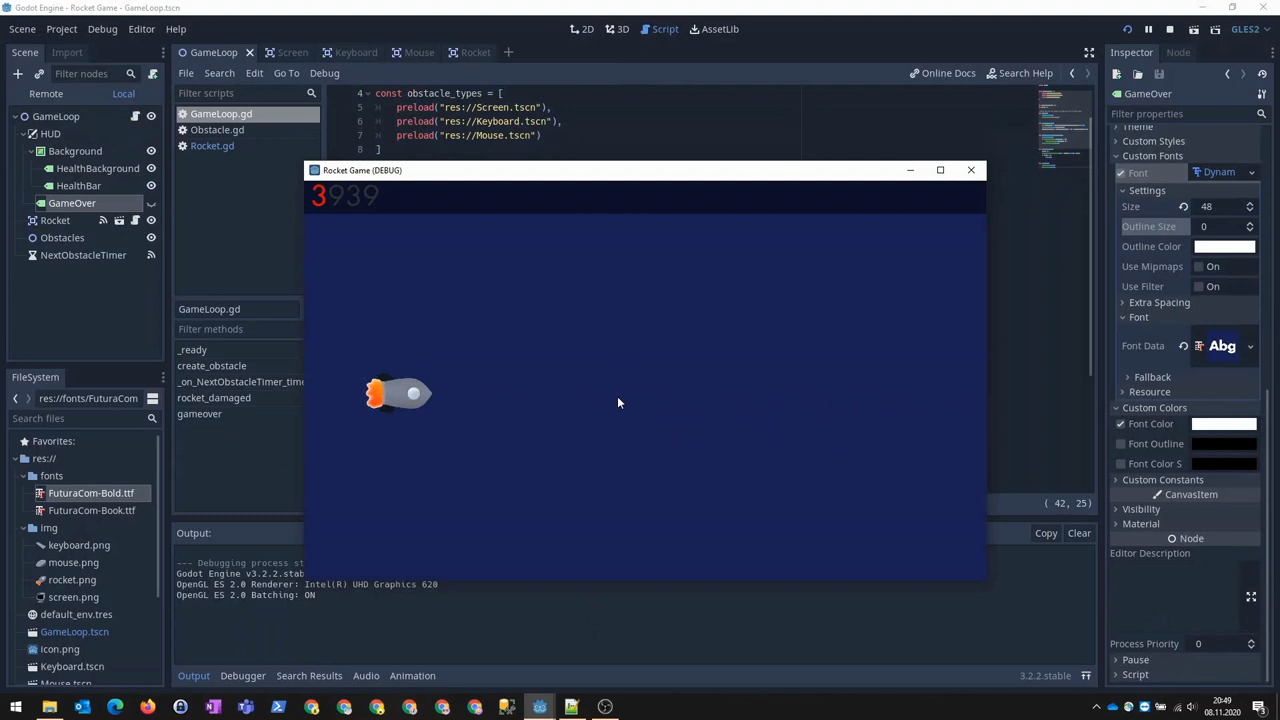 Godot Engine - Rocket Game - GameLoop.tscn
Scene Project Debug Editor Help
2D 3D Script AssetLib
GLES2
Scene Import
Filter nodes
Remote Local
GameLoop
HUD
Background
HealthBackground
HealthBar
GameOver
Rocket
Obstacles
NextObstacleTimer
FileSystem
res://fonts/FuturaCom
Search files
Favorites:
res://
fonts
FuturaCom-Bold.ttf
FuturaCom-Book.ttf
img
keyboard.png
mouse.png
rocket.png
screen.png
default_env.tres
GameLoop.tscn
icon.png
Keyboard.tscn
Mouse.tscn
GameLoop Screen Keyboard Mouse Rocket
File Search Edit Go To Debug
Online Docs Search Help
Filter scripts
GameLoop.gd
Obstacle.gd
Rocket.gd
GameLoop.gd
Filter methods
_ready
create_obstacle
_on_NextObstacleTimer_time
rocket_damaged
gameover
4 const obstacle_types = [
5 preload("res://Screen.tscn"),
6 preload("res://Keyboard.tscn"),
7 preload("res://Mouse.tscn")
8 ]
Rocket Game (DEBUG)
3939
( 42, 25)
Output:
Copy Clear
--- Debugging process st
Godot Engine v3.2.2.stab
OpenGL ES 2.0 Renderer: Intel(R) UHD Graphics 620
OpenGL ES 2.0 Batching: ON
Output Debugger Search Results Audio Animation
3.2.2.stable
Inspector Node
GameOver
Filter properties
Theme
Custom Styles
Custom Fonts
Font Dynam
Settings
Size 48
Outline Size 0
Outline Color
Use Mipmaps On
Use Filter On
Extra Spacing
Font
Font Data Abg
Fallback
Resource
Custom Colors
Font Color
Font Outline
Font Color S
Custom Constants
CanvasItem
Visibility
Material
Node
Editor Description
Process Priority 0
Pause
Script
20:49
08.11.2020
3